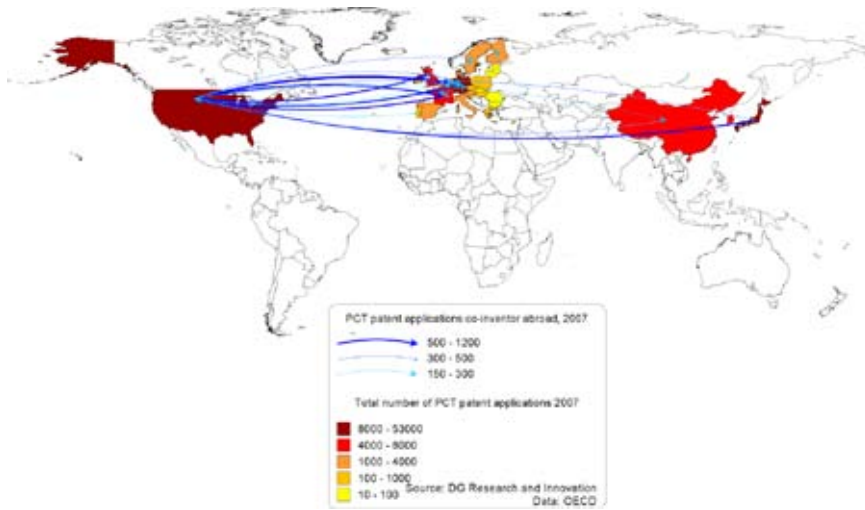 PCT patent applications co-inventor abroad, 2007
500 - 1200
300 - 500
150 - 300
Total number of PCT patent applications 2007
8000 - 53000
4000 - 8000
1000 - 4000
100 - 1000
10 - 100
Source: DG Research and Innovation
Data: OECD